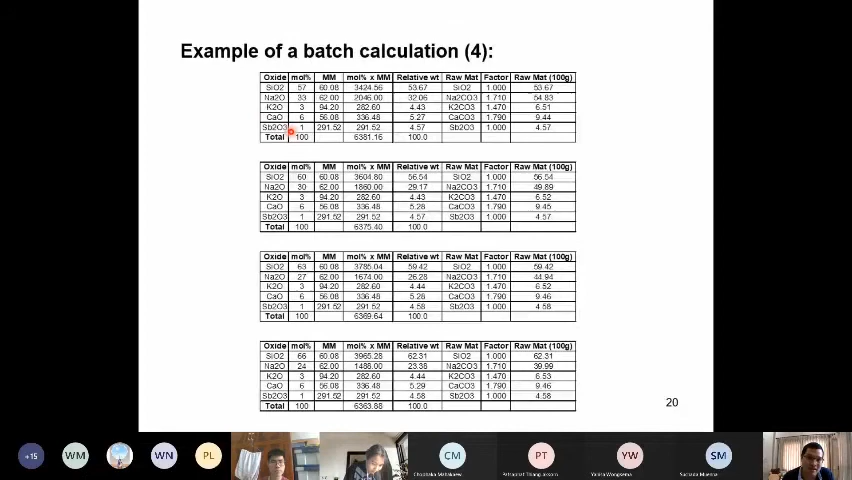 Example of a batch calculation (4):
Oxide mol% MM mol% x MM Relative wt Raw Mat Factor Raw Mat (100g)
SiO2 57 60.08 3424.56 53.67 SiO2 1.000 53.67
Na2O 33 62.00 2046.00 32.06 Na2CO3 1.710 54.83
K2O 3 94.20 282.60 4.43 K2CO3 1.470 6.51
CaO 6 56.08 336.48 5.27 CaCO3 1.790 9.44
Sb2O3 1 291.52 291.52 4.57 Sb2O3 1.000 4.57
Total 100 6381.16 100.0
Oxide mol% MM mol% x MM Relative wt Raw Mat Factor Raw Mat (100g)
SiO2 60 60.08 3604.80 56.54 SiO2 1.000 56.54
Na2O 30 62.00 1860.00 29.17 Na2CO3 1.710 49.89
K2O 3 94.20 282.60 4.43 K2CO3 1.470 6.52
CaO 6 56.08 336.48 5.28 CaCO3 1.790 9.45
Sb2O3 1 291.52 291.52 4.57 Sb2O3 1.000 4.57
Total 100 6375.40 100.0
Oxide mol% MM mol% x MM Relative wt Raw Mat Factor Raw Mat (100g)
SiO2 63 60.08 3785.04 59.42 SiO2 1.000 59.42
Na2O 27 62.00 1674.00 26.28 Na2CO3 1.710 44.94
K2O 3 94.20 282.60 4.44 K2CO3 1.470 6.52
CaO 6 56.08 336.48 5.28 CaCO3 1.790 9.46
Sb2O3 1 291.52 291.52 4.58 Sb2O3 1.000 4.58
Total 100 6369.64 100.0
Oxide mol% MM mol% x MM Relative wt Raw Mat Factor Raw Mat (100g)
SiO2 66 60.08 3965.28 62.31 SiO2 1.000 62.31
Na2O 24 62.00 1488.00 23.38 Na2CO3 1.710 39.99
K2O 3 94.20 282.60 4.44 K2CO3 1.470 6.53
CaO 6 56.08 336.48 5.29 CaCO3 1.790 9.46
Sb2O3 1 291.52 291.52 4.58 Sb2O3 1.000 4.58
Total 100 6363.88 100.0
20
+15 WM WN PL CM PT YW SM